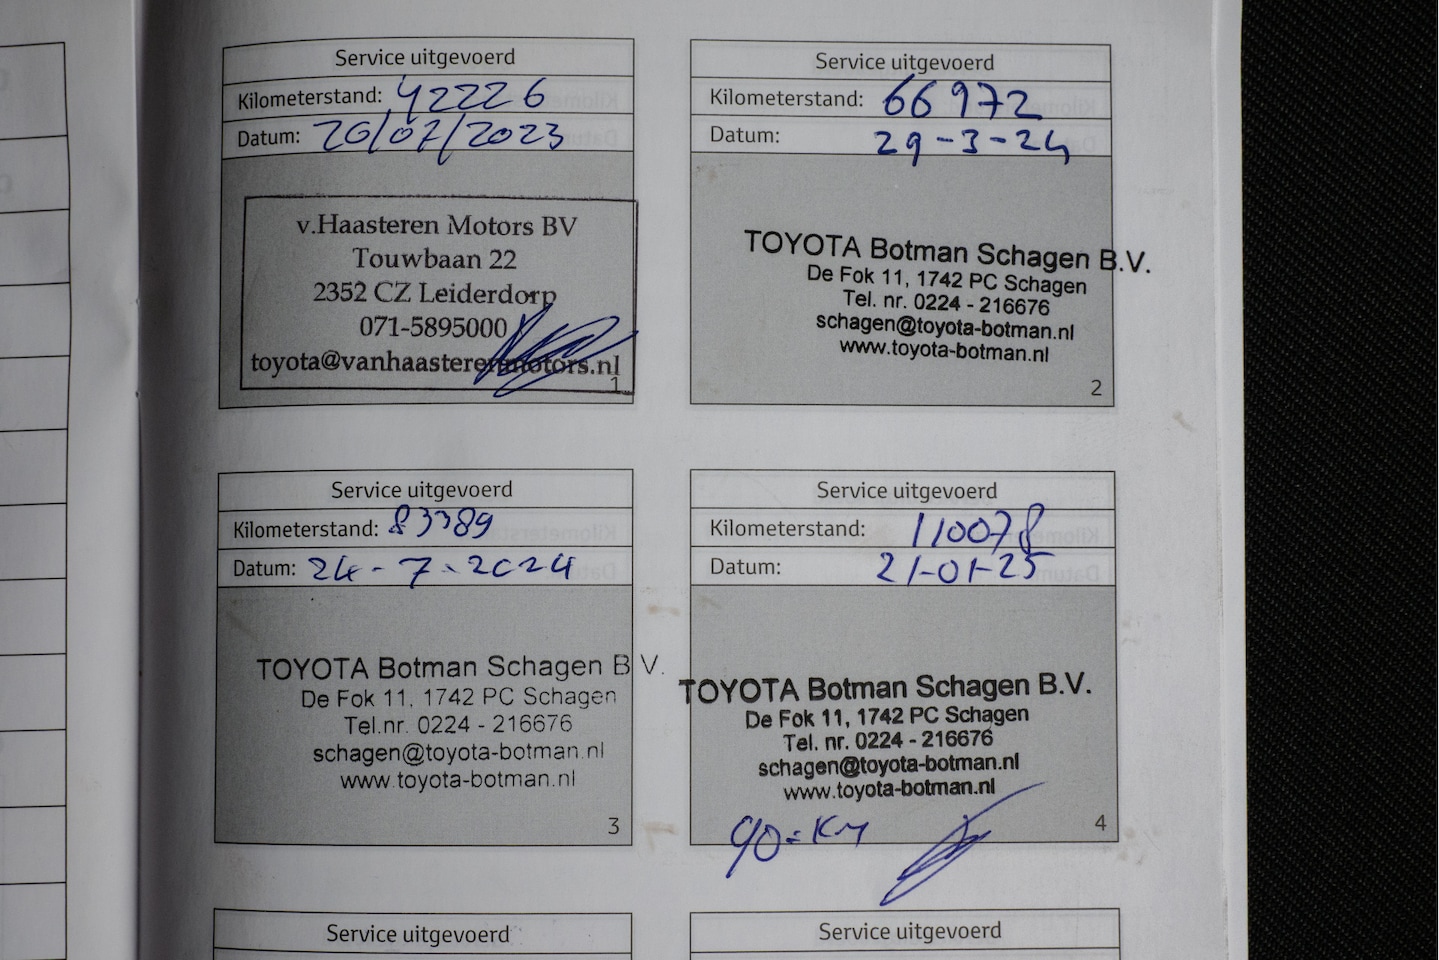 Service uitgevoerd
Kilometerstand: 42226
Datum: 20/07/2023
v.Haasteren Motors BV
Touwbaan 22
2352 CZ Leiderdorp
071-5895000
toyota@vanhaasterenmotors.nl
1
Service uitgevoerd
Kilometerstand: 66972
Datum: 29-3-24
TOYOTA Botman Schagen B.V.
De Fok 11, 1742 PC Schagen
Tel. nr. 0224 - 216676
schagen@toyota-botman.nl
www.toyota-botman.nl
2
Service uitgevoerd
Kilometerstand: 83389
Datum: 24-7-2024
TOYOTA Botman Schagen B.V.
De Fok 11, 1742 PC Schagen
Tel.nr. 0224 - 216676
schagen@toyota-botman.nl
www.toyota-botman.nl
3
Service uitgevoerd
Kilometerstand: 110078
Datum: 21-01-25
TOYOTA Botman Schagen B.V.
De Fok 11, 1742 PC Schagen
Tel. nr. 0224 - 216676
schagen@toyota-botman.nl
www.toyota-botman.nl
4
Service uitgevoerd
Service uitgevoerd